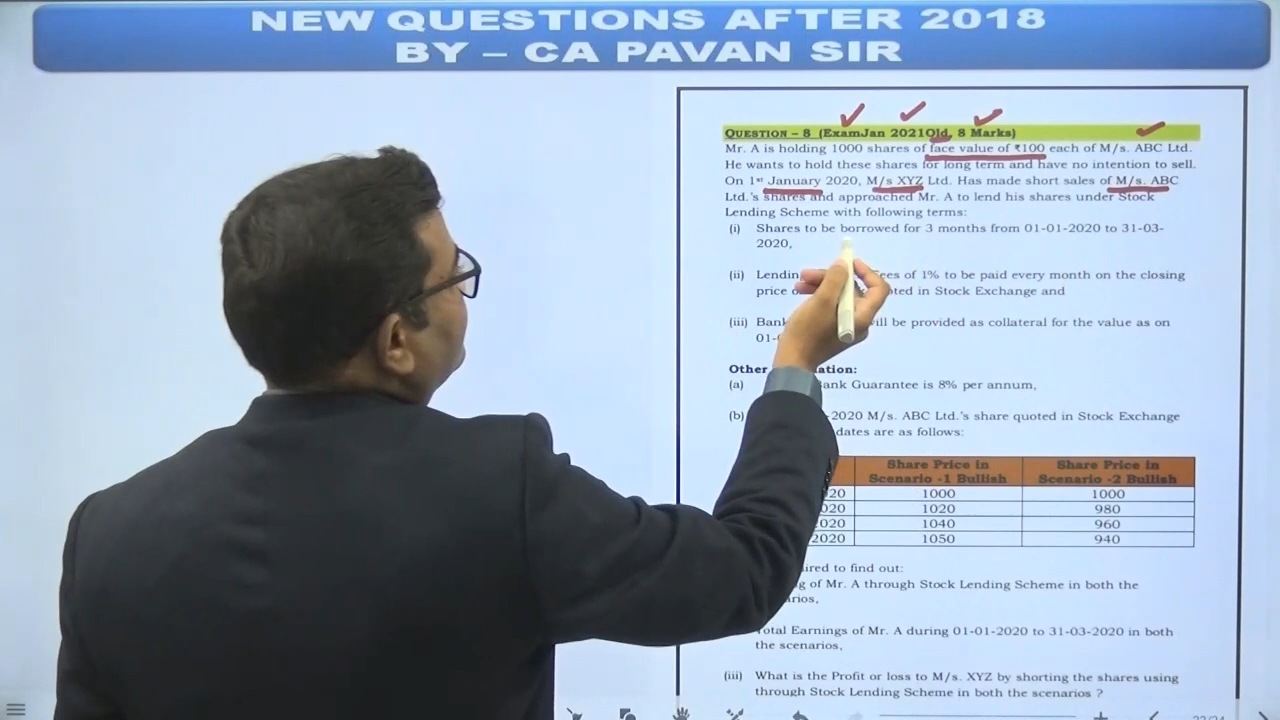 NEW QUESTIONS AFTER 2018
BY – CA PAVAN SIR
QUESTION – 8 (ExamJan 2021Old, 8 Marks)
Mr. A is holding 1000 shares of face value of ₹100 each of M/s. ABC Ltd.
He wants to hold these shares for long term and have no intention to sell.
On 1st January 2020, M/s XYZ Ltd. Has made short sales of M/s. ABC
Ltd.'s shares and approached Mr. A to lend his shares under Stock
Lending Scheme with following terms:
(i) Shares to be borrowed for 3 months from 01-01-2020 to 31-03-
2020,
(ii) ees of 1% to be paid every month on the closing
price in Stock Exchange and
(iii) Bank ill be provided as collateral for the value as on
Other
(a) ank Guarantee is 8% per annum,
(b) 2020 M/s. ABC Ltd.'s share quoted in Stock Exchange
dates are as follows:
Share Price in Share Price in
Scenario -1 Bullish Scenario -2 Bullish
20 1000 1000
020 1020 980
020 1040 960
2020 1050 940
ired to find out:
g of Mr. A through Stock Lending Scheme in both the
rios,
otal Earnings of Mr. A during 01-01-2020 to 31-03-2020 in both
the scenarios,
(iii) What is the Profit or loss to M/s. XYZ by shorting the shares using
through Stock Lending Scheme in both the scenarios ?